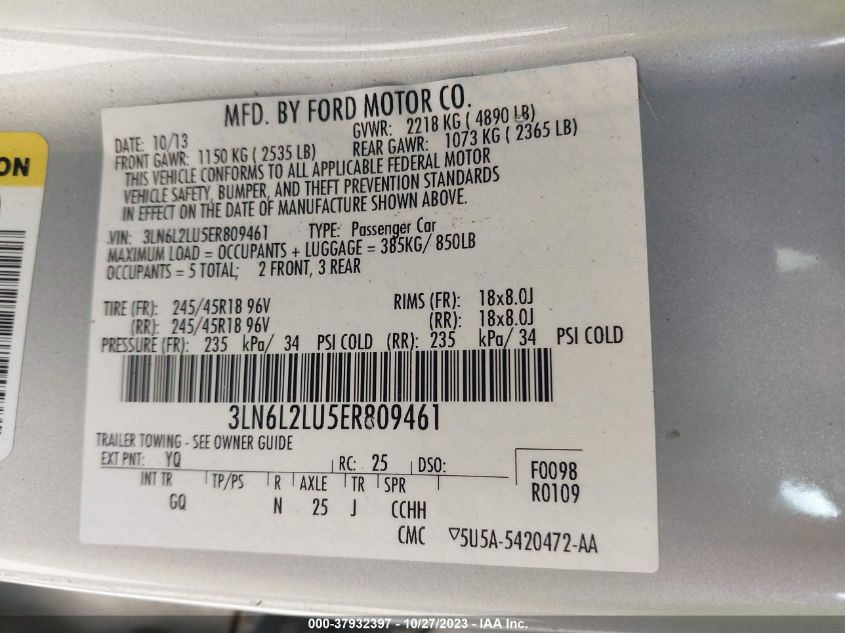 MFD. BY FORD MOTOR CO.
DATE: 10/13 GVWR: 2218 KG ( 4890 LB)
FRONT GAWR: 1150 KG ( 2535 LB) REAR GAWR: 1073 KG ( 2365 LB)
THIS VEHICLE CONFORMS TO ALL APPLICABLE FEDERAL MOTOR
VEHICLE SAFETY, BUMPER, AND THEFT PREVENTION STANDARDS
IN EFFECT ON THE DATE OF MANUFACTURE SHOWN ABOVE.
VIN: 3LN6L2LU5ER809461 TYPE: Passenger Car
MAXIMUM LOAD = OCCUPANTS + LUGGAGE = 385KG/ 850LB
OCCUPANTS = 5 TOTAL; 2 FRONT, 3 REAR
TIRE (FR): 245/45R18 96V RIMS (FR): 18x8.0J
(RR): 245/45R18 96V (RR): 18x8.0J
PRESSURE (FR): 235 kPa/ 34 PSI COLD (RR): 235 kPa/ 34 PSI COLD
3LN6L2LU5ER809461
TRAILER TOWING - SEE OWNER GUIDE
EXT PNT: YQ RC: 25 DSO: F0098
INT TR TP/PS R AXLE TR SPR R0109
GQ N 25 J CCHH
CMC ▽5U5A-5420472-AA
ON
000-37932397 - 10/27/2023 - IAA Inc.